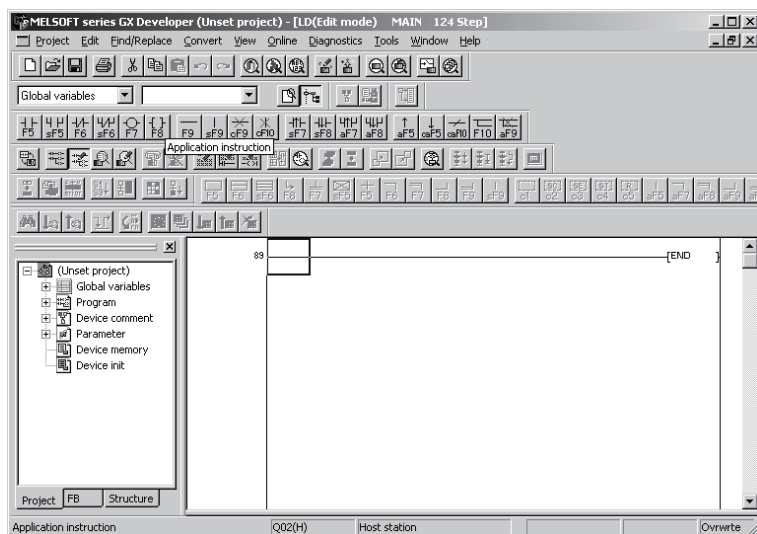 MELSOFT series GX Developer (Unset project) - [LD(Edit mode) MAIN 124 Step]
Project Edit Find/Replace Convert View Online Diagnostics Tools Window Help
Global variables
F5 sF5 F6 sF6 F7 F8 F9 sF9 cF9 cF10 sF7 sF8 aF7 aF8 aF5 caF5 caF10 F10 aF9
Application instruction
F5 F6 sF6 F8 F7 sF5 F5 F6 F7 F8 F9 sF9 c1 c2 c3 c4 c5 aF5 aF7 aF8 aF9
89 END
(Unset project)
Global variables
Program
Device comment
Parameter
Device memory
Device init
Project FB Structure
Application instruction Q02(H) Host station Ovrwrte